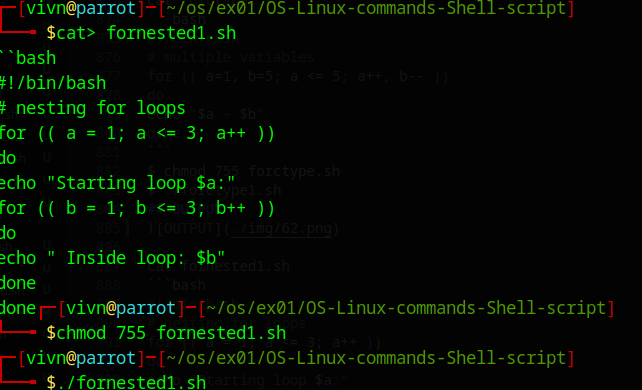 ┌─[vivn@parrot]─[~/os/ex01/OS-Linux-commands-Shell-script]
└──╼ $cat> fornested1.sh
``bash
#!/bin/bash
# nesting for loops
for (( a = 1; a <= 3; a++ ))
do
echo "Starting loop $a:"
for (( b = 1; b <= 3; b++ ))
do
echo " Inside loop: $b"
done
done┌─[vivn@parrot]─[~/os/ex01/OS-Linux-commands-Shell-script]
└──╼ $chmod 755 fornested1.sh
┌─[vivn@parrot]─[~/os/ex01/OS-Linux-commands-Shell-script]
└──╼ $./fornested1.sh